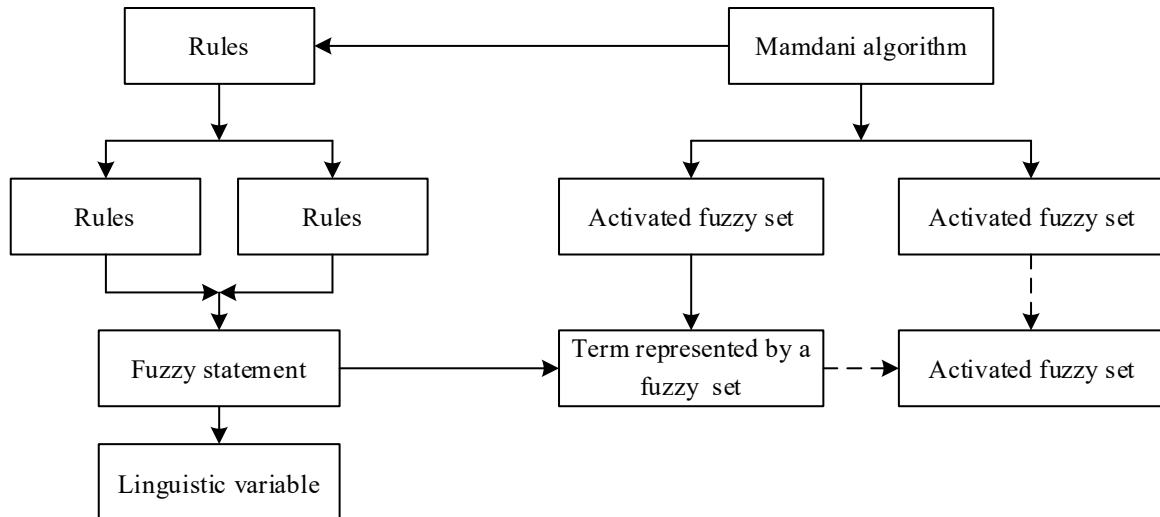 Rules
Mamdani algorithm
Rules
Rules
Activated fuzzy set
Activated fuzzy set
Fuzzy statement
Term represented by a
fuzzy set
Activated fuzzy set
Linguistic variable